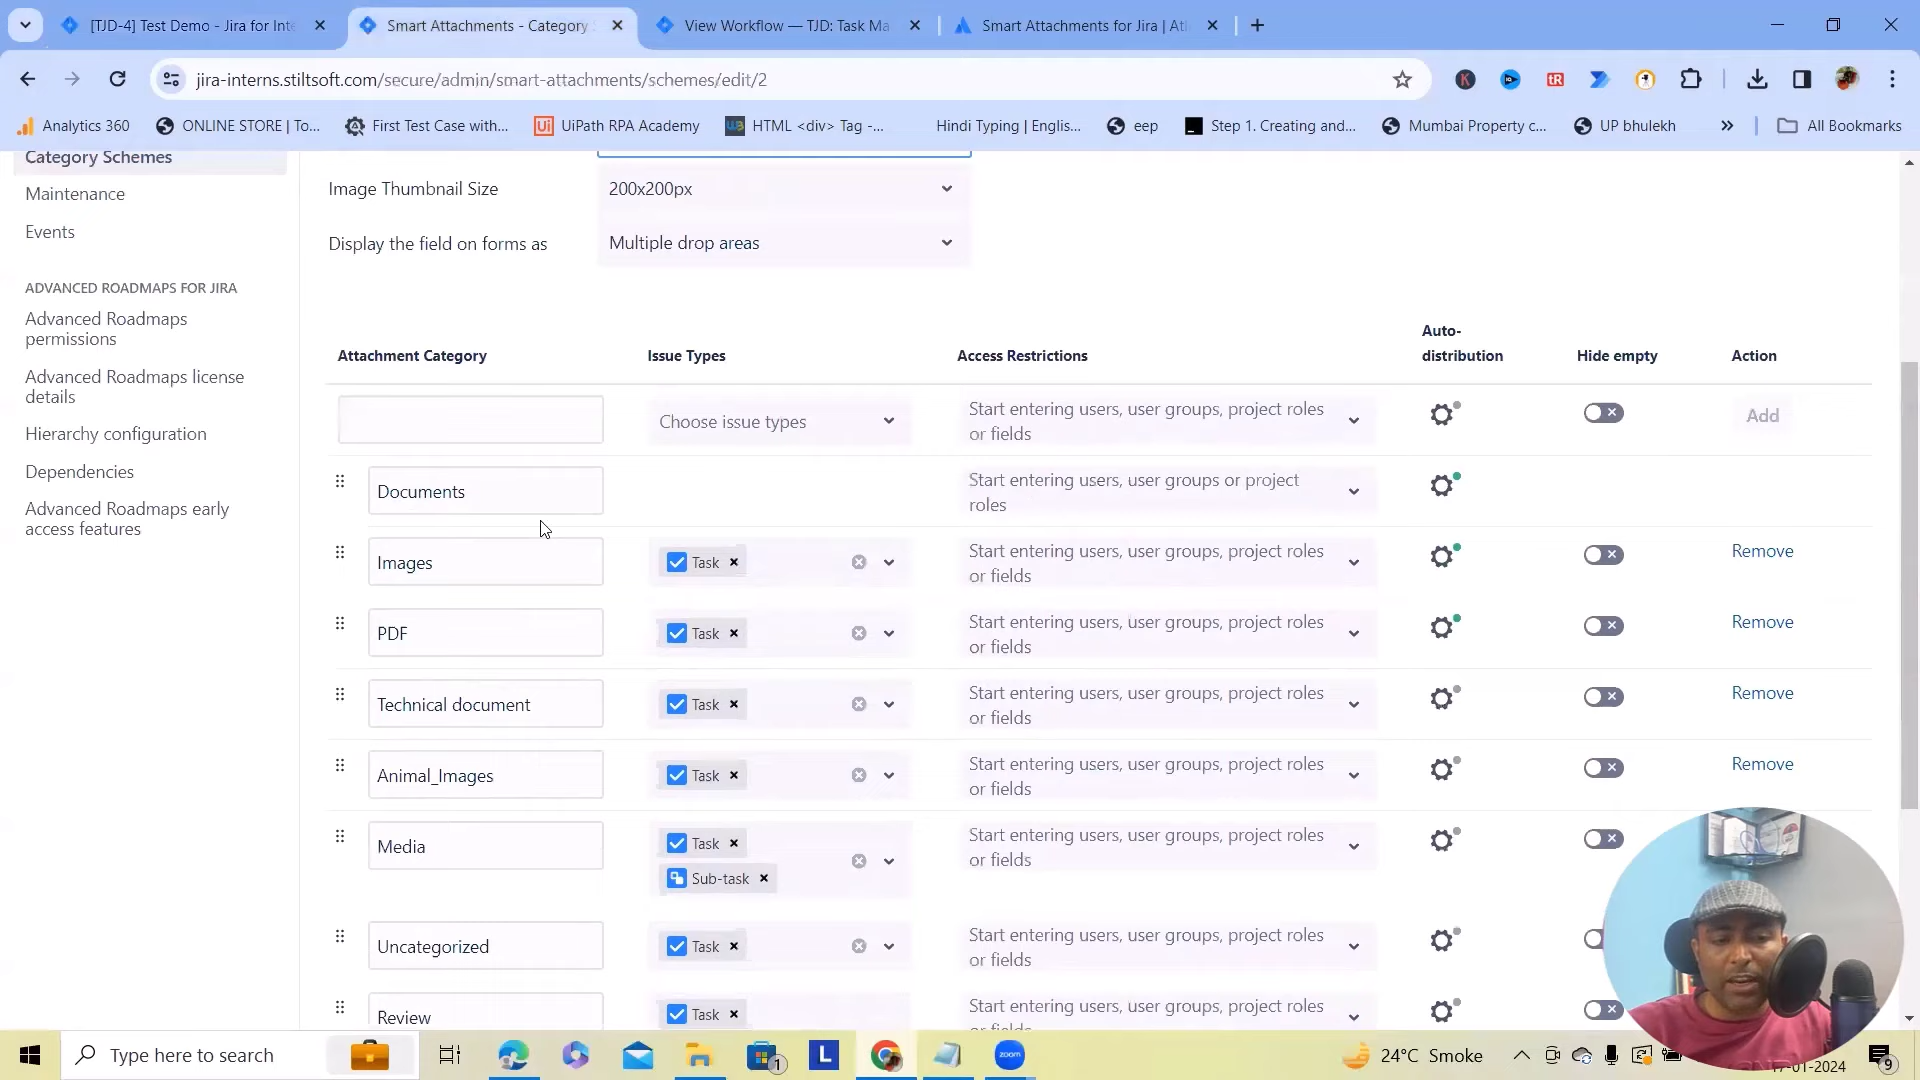 [TJD-4] Test Demo - Jira for Inte
Smart Attachments - Category
View Workflow — TJD: Task Ma
Smart Attachments for Jira | Atl
jira-interns.stiltsoft.com/secure/admin/smart-attachments/schemes/edit/2
Analytics 360
ONLINE STORE | To...
First Test Case with...
UiPath RPA Academy
HTML <div> Tag -...
Hindi Typing | Englis...
eep
Step 1. Creating and...
Mumbai Property c...
UP bhulekh
All Bookmarks
Category Schemes
Maintenance
Events
ADVANCED ROADMAPS FOR JIRA
Advanced Roadmaps
permissions
Advanced Roadmaps license
details
Hierarchy configuration
Dependencies
Advanced Roadmaps early
access features
Image Thumbnail Size
200x200px
Display the field on forms as
Multiple drop areas
Attachment Category
Issue Types
Access Restrictions
Auto-
distribution
Hide empty
Action
Choose issue types
Start entering users, user groups, project roles
or fields
Add
Documents
Start entering users, user groups or project
roles
Images
Task
Start entering users, user groups, project roles
or fields
Remove
PDF
Task
Start entering users, user groups, project roles
or fields
Remove
Technical document
Task
Start entering users, user groups, project roles
or fields
Remove
Animal_Images
Task
Start entering users, user groups, project roles
or fields
Remove
Media
Task
Sub-task
Start entering users, user groups, project roles
or fields
Uncategorized
Task
Start entering users, user groups, project roles
or fields
Review
Task
Start entering users, user groups, project roles
or fields
Type here to search
1
L
zoom
24°C Smoke
17-01-2024
9